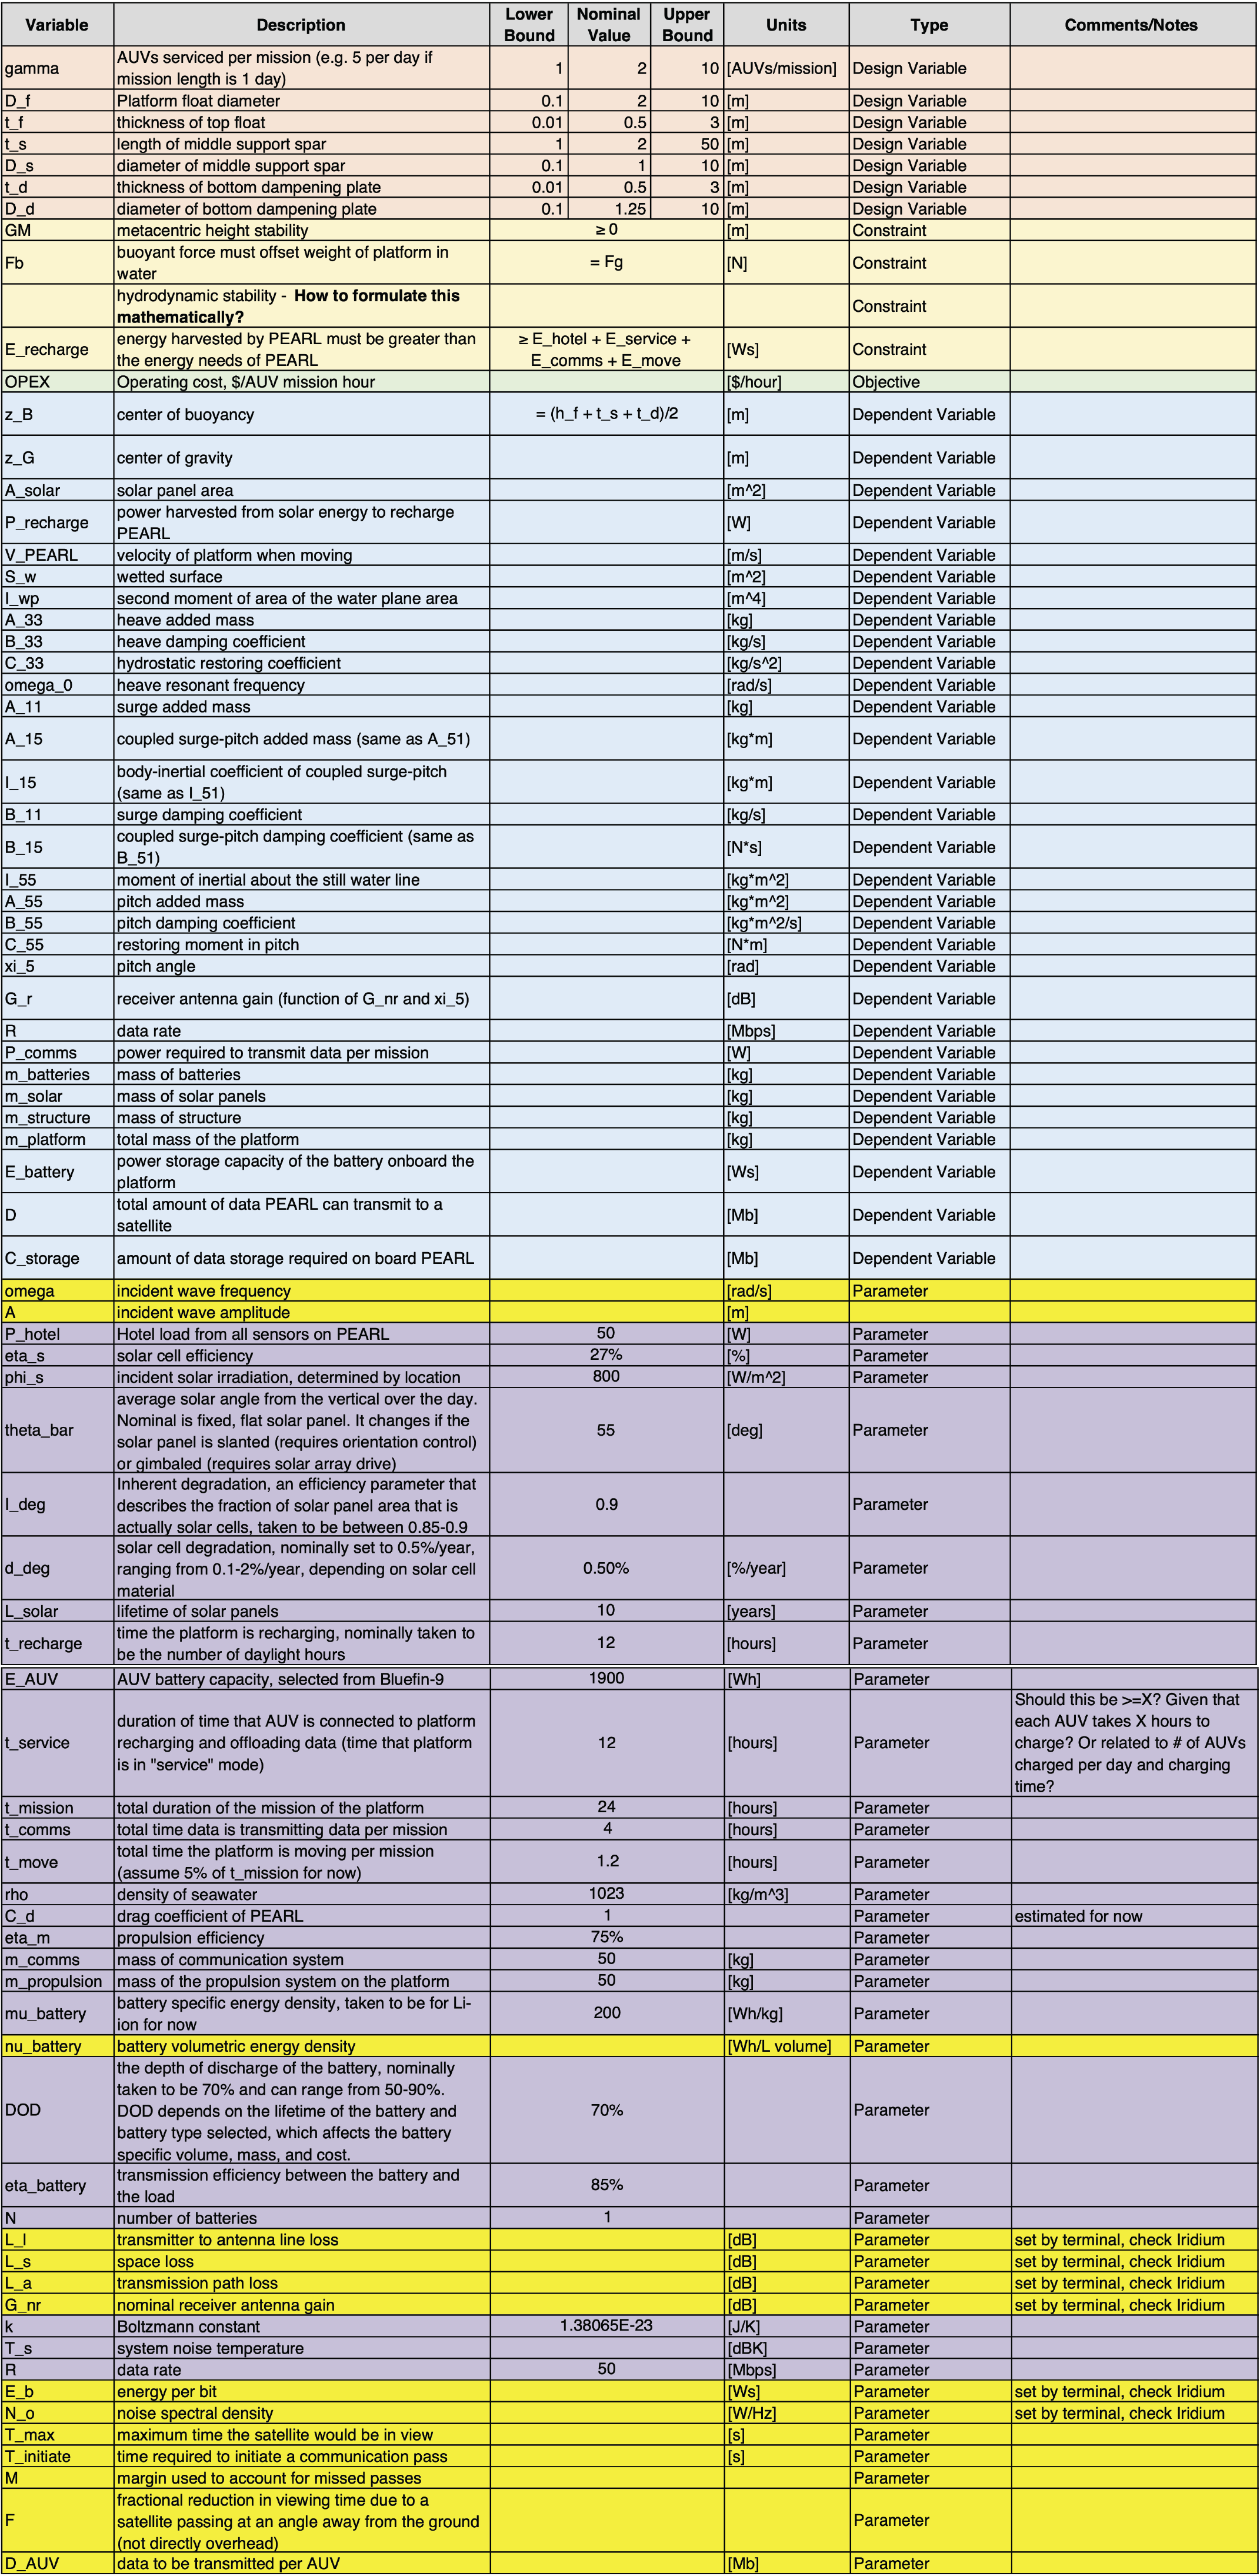 Variable Description Lower Bound Nominal Value Upper Bound Units Type Comments/Notes
gamma AUVs serviced per mission (e.g. 5 per day if mission length is 1 day) 1 2 10 [AUVs/mission] Design Variable
D_f Platform float diameter 0.1 2 10 [m] Design Variable
t_f thickness of top float 0.01 0.5 3 [m] Design Variable
t_s length of middle support spar 1 2 50 [m] Design Variable
D_s diameter of middle support spar 0.1 1 10 [m] Design Variable
t_d thickness of bottom dampening plate 0.01 0.5 3 [m] Design Variable
D_d diameter of bottom dampening plate 0.1 1.25 10 [m] Design Variable
GM metacentric height stability ≥ 0 [m] Constraint
Fb buoyant force must offset weight of platform in water = Fg [N] Constraint
hydrodynamic stability - How to formulate this mathematically? Constraint
E_recharge energy harvested by PEARL must be greater than the energy needs of PEARL ≥ E_hotel + E_service + E_comms + E_move [Ws] Constraint
OPEX Operating cost, $/AUV mission hour [$/hour] Objective
z_B center of buoyancy = (h_f + t_s + t_d)/2 [m] Dependent Variable
z_G center of gravity [m] Dependent Variable
A_solar solar panel area [m^2] Dependent Variable
P_recharge power harvested from solar energy to recharge PEARL [W] Dependent Variable
V_PEARL velocity of platform when moving [m/s] Dependent Variable
S_w wetted surface [m^2] Dependent Variable
I_wp second moment of area of the water plane area [m^4] Dependent Variable
A_33 heave added mass [kg] Dependent Variable
B_33 heave damping coefficient [kg/s] Dependent Variable
C_33 hydrostatic restoring coefficient [kg/s^2] Dependent Variable
omega_0 heave resonant frequency [rad/s] Dependent Variable
A_11 surge added mass [kg] Dependent Variable
A_15 coupled surge-pitch added mass (same as A_51) [kg*m] Dependent Variable
I_15 body-inertial coefficient of coupled surge-pitch (same as I_51) [kg*m] Dependent Variable
B_11 surge damping coefficient [kg/s] Dependent Variable
B_15 coupled surge-pitch damping coefficient (same as B_51) [N*s] Dependent Variable
I_55 moment of inertial about the still water line [kg*m^2] Dependent Variable
A_55 pitch added mass [kg*m^2] Dependent Variable
B_55 pitch damping coefficient [kg*m^2/s] Dependent Variable
C_55 restoring moment in pitch [N*m] Dependent Variable
xi_5 pitch angle [rad] Dependent Variable
G_r receiver antenna gain (function of G_nr and xi_5) [dB] Dependent Variable
R data rate [Mbps] Dependent Variable
P_comms power required to transmit data per mission [W] Dependent Variable
m_batteries mass of batteries [kg] Dependent Variable
m_solar mass of solar panels [kg] Dependent Variable
m_structure mass of structure [kg] Dependent Variable
m_platform total mass of the platform [kg] Dependent Variable
E_battery power storage capacity of the battery onboard the platform [Ws] Dependent Variable
D total amount of data PEARL can transmit to a satellite [Mb] Dependent Variable
C_storage amount of data storage required on board PEARL [Mb] Dependent Variable
omega incident wave frequency [rad/s] Parameter
A incident wave amplitude [m]
P_hotel Hotel load from all sensors on PEARL 50 [W] Parameter
eta_s solar cell efficiency 27% [%] Parameter
phi_s incident solar irradiation, determined by location 800 [W/m^2] Parameter
theta_bar average solar angle from the vertical over the day. Nominal is fixed, flat solar panel. It changes if the solar panel is slanted (requires orientation control) or gimbaled (requires solar array drive) 55 [deg] Parameter
I_deg Inherent degradation, an efficiency parameter that describes the fraction of solar panel area that is actually solar cells, taken to be between 0.85-0.9 0.9 Parameter
d_deg solar cell degradation, nominally set to 0.5%/year, ranging from 0.1-2%/year, depending on solar cell material 0.50% [%/year] Parameter
L_solar lifetime of solar panels 10 [years] Parameter
t_recharge time the platform is recharging, nominally taken to be the number of daylight hours 12 [hours] Parameter
E_AUV AUV battery capacity, selected from Bluefin-9 1900 [Wh] Parameter
t_service duration of time that AUV is connected to platform recharging and offloading data (time that platform is in "service" mode) 12 [hours] Parameter Should this be >=X? Given that each AUV takes X hours to charge? Or related to # of AUVs charged per day and charging time?
t_mission total duration of the mission of the platform 24 [hours] Parameter
t_comms total time data is transmitting data per mission 4 [hours] Parameter
t_move total time the platform is moving per mission (assume 5% of t_mission for now) 1.2 [hours] Parameter
rho density of seawater 1023 [kg/m^3] Parameter
C_d drag coefficient of PEARL 1 Parameter estimated for now
eta_m propulsion efficiency 75% Parameter
m_comms mass of communication system 50 [kg] Parameter
m_propulsion mass of the propulsion system on the platform 50 [kg] Parameter
mu_battery battery specific energy density, taken to be for Li-ion for now 200 [Wh/kg] Parameter
nu_battery battery volumetric energy density [Wh/L volume] Parameter
DOD the depth of discharge of the battery, nominally taken to be 70% and can range from 50-90%. DOD depends on the lifetime of the battery and battery type selected, which affects the battery specific volume, mass, and cost. 70% Parameter
eta_battery transmission efficiency between the battery and the load 85% Parameter
N number of batteries 1 Parameter
L_l transmitter to antenna line loss [dB] Parameter set by terminal, check Iridium
L_s space loss [dB] Parameter set by terminal, check Iridium
L_a transmission path loss [dB] Parameter set by terminal, check Iridium
G_nr nominal receiver antenna gain [dB] Parameter set by terminal, check Iridium
k Boltzmann constant 1.38065E-23 [J/K] Parameter
T_s system noise temperature [dBK] Parameter
R data rate 50 [Mbps] Parameter
E_b energy per bit [Ws] Parameter set by terminal, check Iridium
N_o noise spectral density [W/Hz] Parameter set by terminal, check Iridium
T_max maximum time the satellite would be in view [s] Parameter
T_initiate time required to initiate a communication pass [s] Parameter
M margin used to account for missed passes Parameter
F fractional reduction in viewing time due to a satellite passing at an angle away from the ground (not directly overhead) Parameter
D_AUV data to be transmitted per AUV [Mb] Parameter